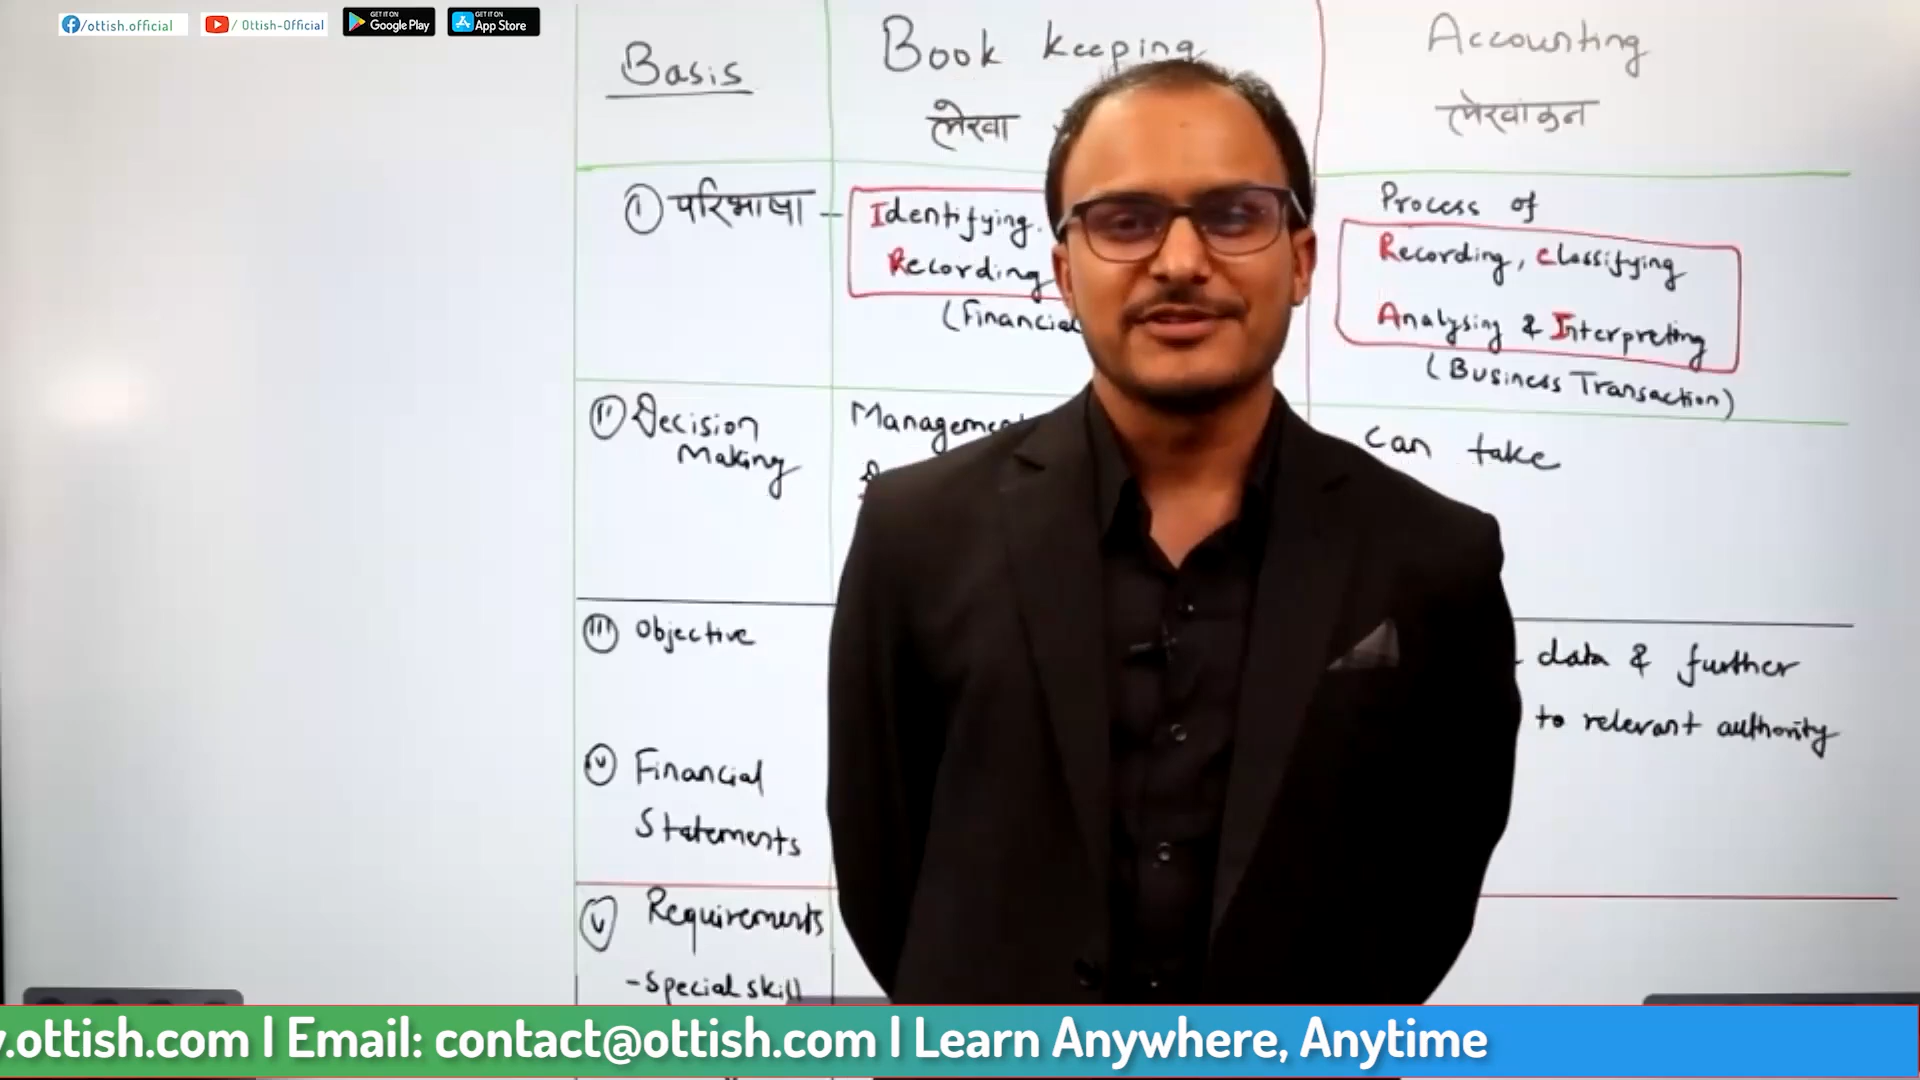 /ottish.official
/ Ottish-Official
GET IT ON
Google Play
GET IT ON
App Store
Basis
Book keeping
Accounting
लेखा
लेखांकन
① परिभाषा –
Identifying.
Recording
(Financial
Process of
Recording, Classifying
Analysing & Interpreting
(Business Transaction)
II Decision
Making
Management
can take
III Objective
data & further
to relevant authority
Financial
Statements
V Requirements
- Special skill
.ottish.com | Email: contact@ottish.com | Learn Anywhere, Anytime